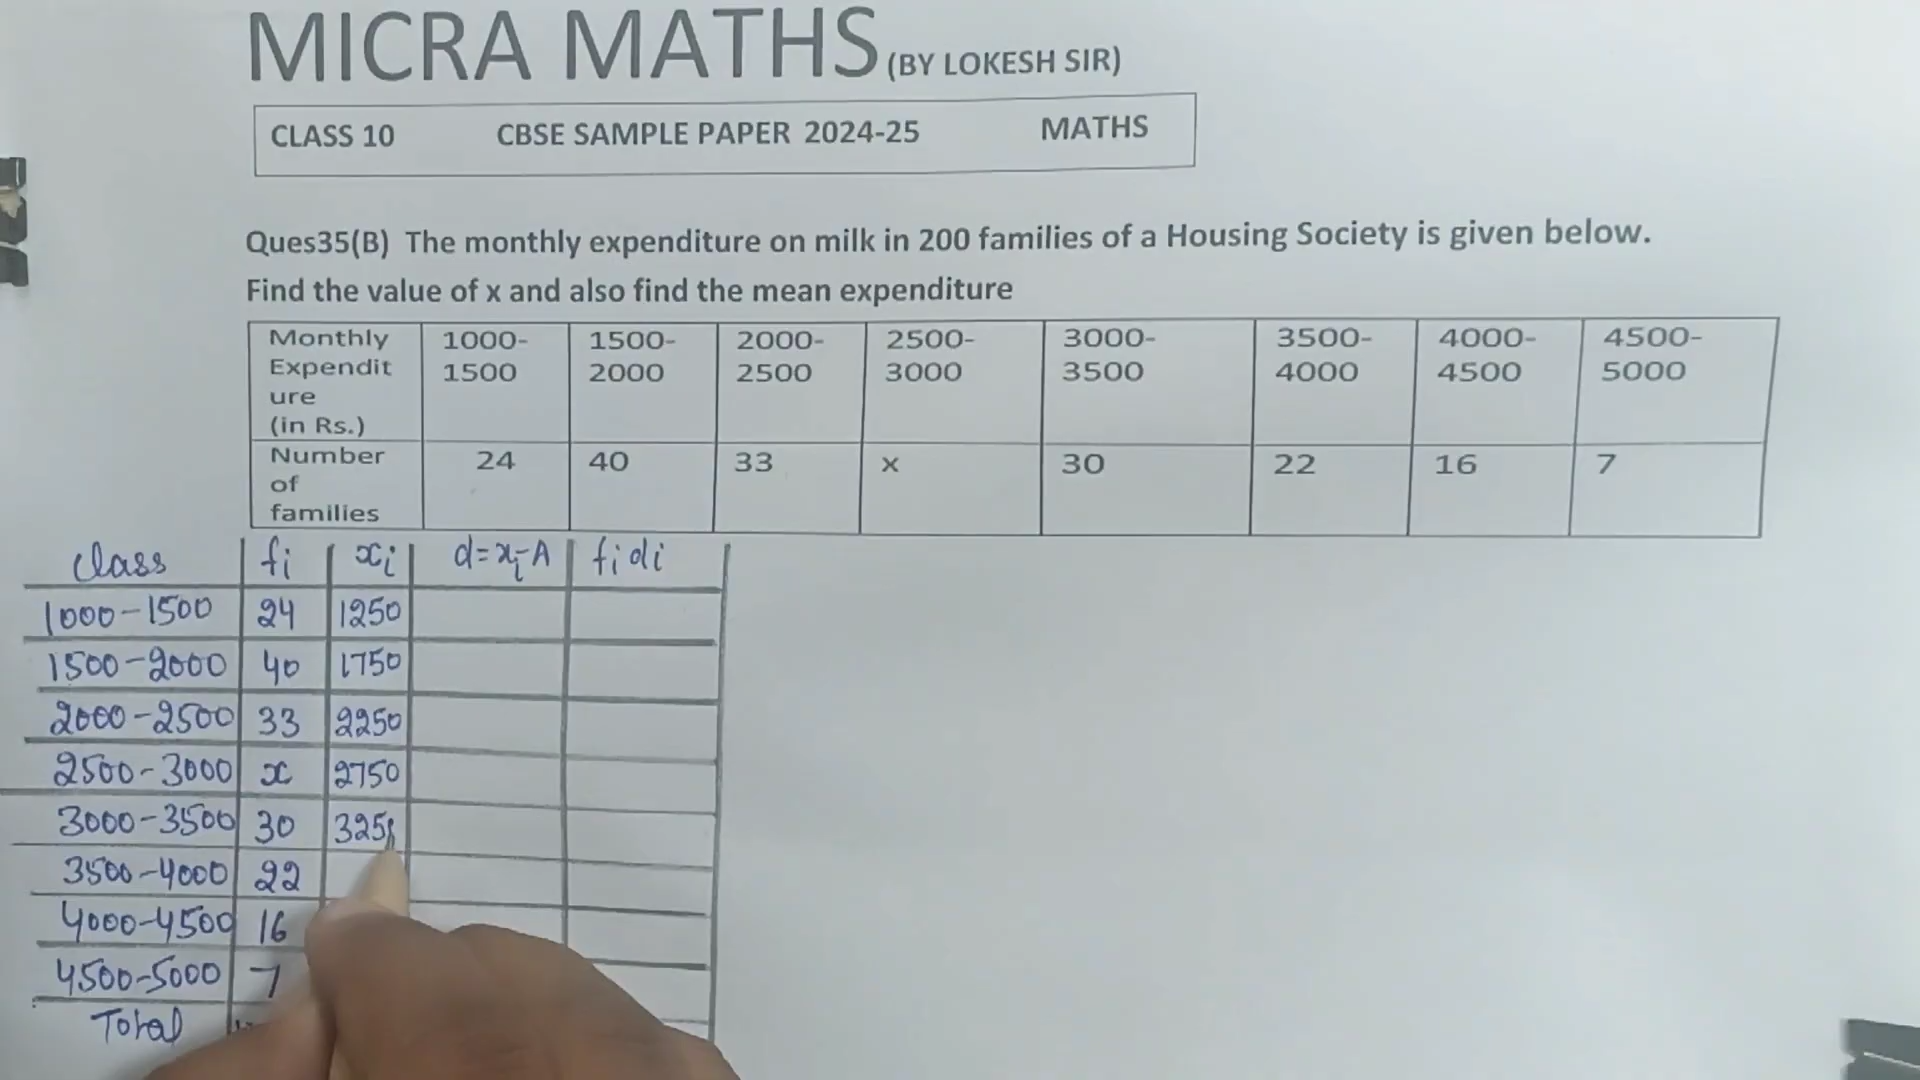 MICRA MATHS (BY LOKESH SIR)
CLASS 10 CBSE SAMPLE PAPER 2024-25 MATHS
Ques35(B) The monthly expenditure on milk in 200 families of a Housing Society is given below.
Find the value of x and also find the mean expenditure
Monthly Expendit ure (in Rs.) 1000-1500 1500-2000 2000-2500 2500-3000 3000-3500 3500-4000 4000-4500 4500-5000
Number of families 24 40 33 x 30 22 16 7
Class fi xi d=xi-A fidi
1000-1500 24 1250
1500-2000 40 1750
2000-2500 33 2250
2500-3000 x 2750
3000-3500 30 325
3500-4000 22
4000-4500 16
4500-5000 7
Total